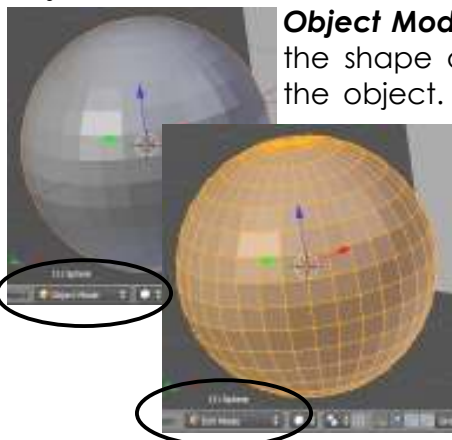 Object Mod
the shape o
the object.
(1) Sphere
Object Mode
(1) Sphere
Edit Mode